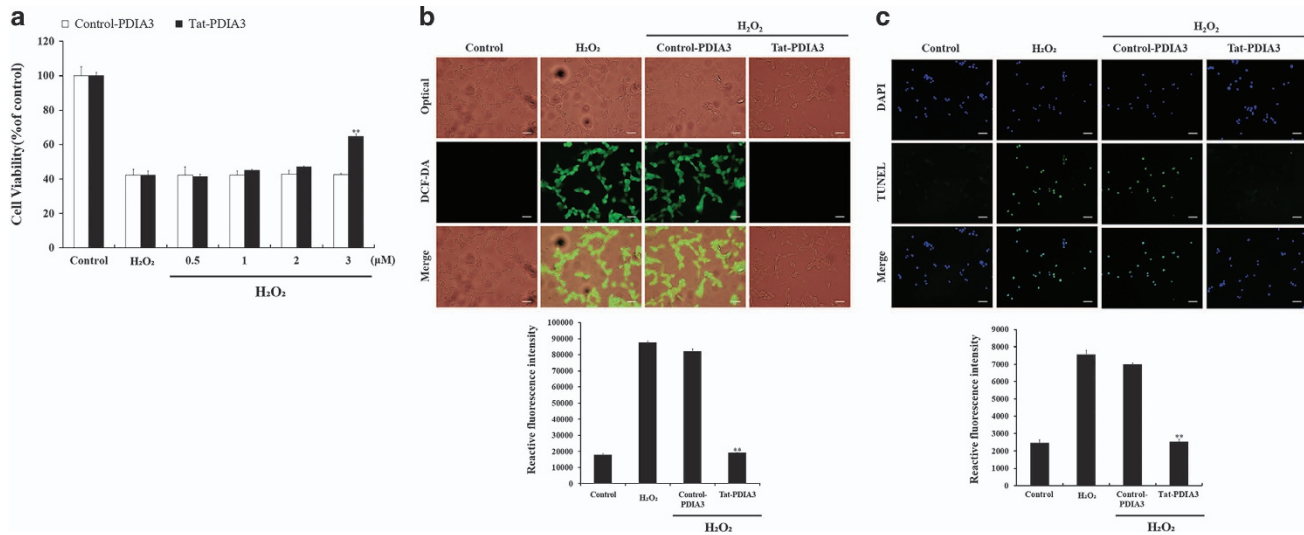 a
Control-PDIA3 Tat-PDIA3
Cell Viability(%of control)
120
100
80
60
40
20
0
**
Control H₂O₂ 0.5 1 2 3 (μM)
H₂O₂
b
H₂O₂
Control H₂O₂ Control-PDIA3 Tat-PDIA3
Optical
DCF-DA
Merge
Reactive fluorescence intensity
100000
90000
80000
70000
60000
50000
40000
30000
20000
10000
0
**
Control H₂O₂ Control-PDIA3 Tat-PDIA3
H₂O₂
c
H₂O₂
Control H₂O₂ Control-PDIA3 Tat-PDIA3
DAPI
TUNEL
Merge
Reactive fluorescence intensity
9000
8000
7000
6000
5000
4000
3000
2000
1000
0
**
Control H₂O₂ Control-PDIA3 Tat-PDIA3
H₂O₂